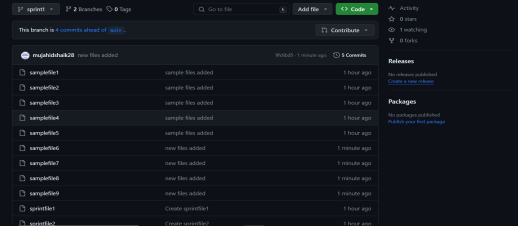 sprint1
2 Branches
0 Tags
Go to file
Add file
Code
Activity
0 stars
1 watching
0 forks
This branch is 4 commits ahead of main.
Contribute
mujahidshaik28 new files added
1 minute ago
5 Commits
samplefile1 sample files added 1 hour ago
samplefile2 sample files added 1 hour ago
samplefile3 sample files added 1 hour ago
samplefile4 sample files added 1 hour ago
samplefile5 sample files added 1 hour ago
samplefile6 new files added 1 minute ago
samplefile7 new files added 1 minute ago
samplefile8 new files added 1 minute ago
samplefile9 new files added 1 minute ago
sprintfile1 Create sprintfile1 1 hour ago
sprintfile2 Create sprintfile2 1 hour ago
Releases
No releases published
Create a new release
Packages
No packages published
Publish your first package